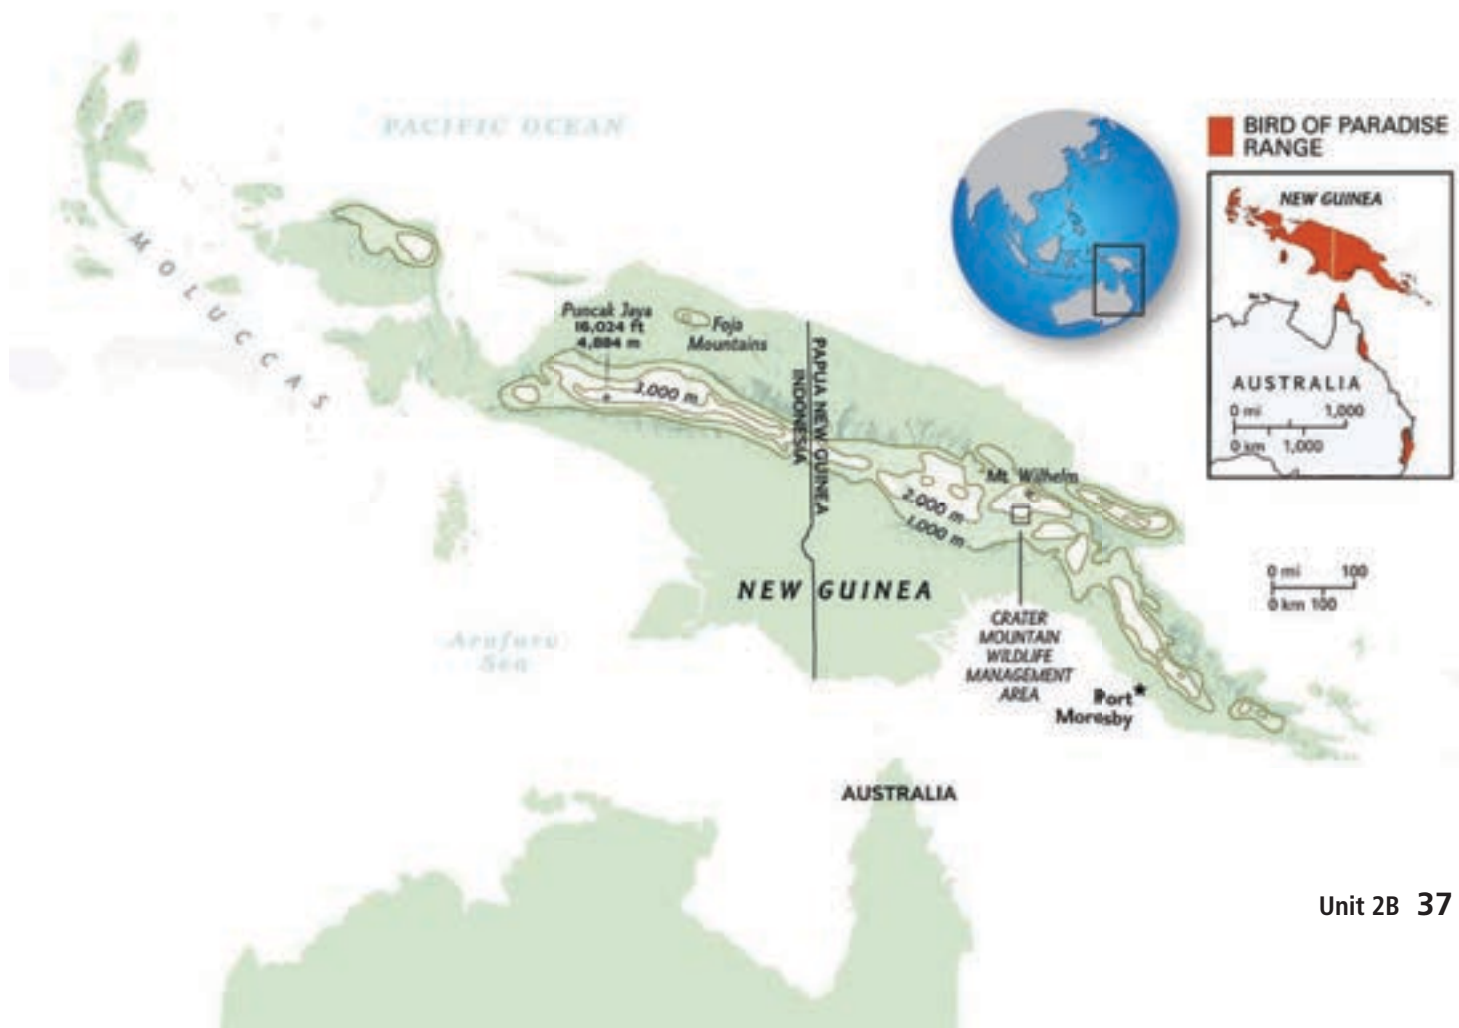 PACIFIC OCEAN
BIRD OF PARADISE
RANGE
NEW GUINEA
AUSTRALIA
0 mi 1,000
0 km 1,000
MOLUCCAS
Puncak Jaya
16,024 ft
4,884 m
Foja
Mountains
3,000 m
PAPUA NEW GUINEA
INDONESIA
Mt. Wilhelm
2,000 m
1,000 m
NEW GUINEA
0 mi 100
0 km 100
CRATER
MOUNTAIN
WILDLIFE
MANAGEMENT
AREA
Arafura
Sea
Port
Moresby
AUSTRALIA
Unit 2B 37